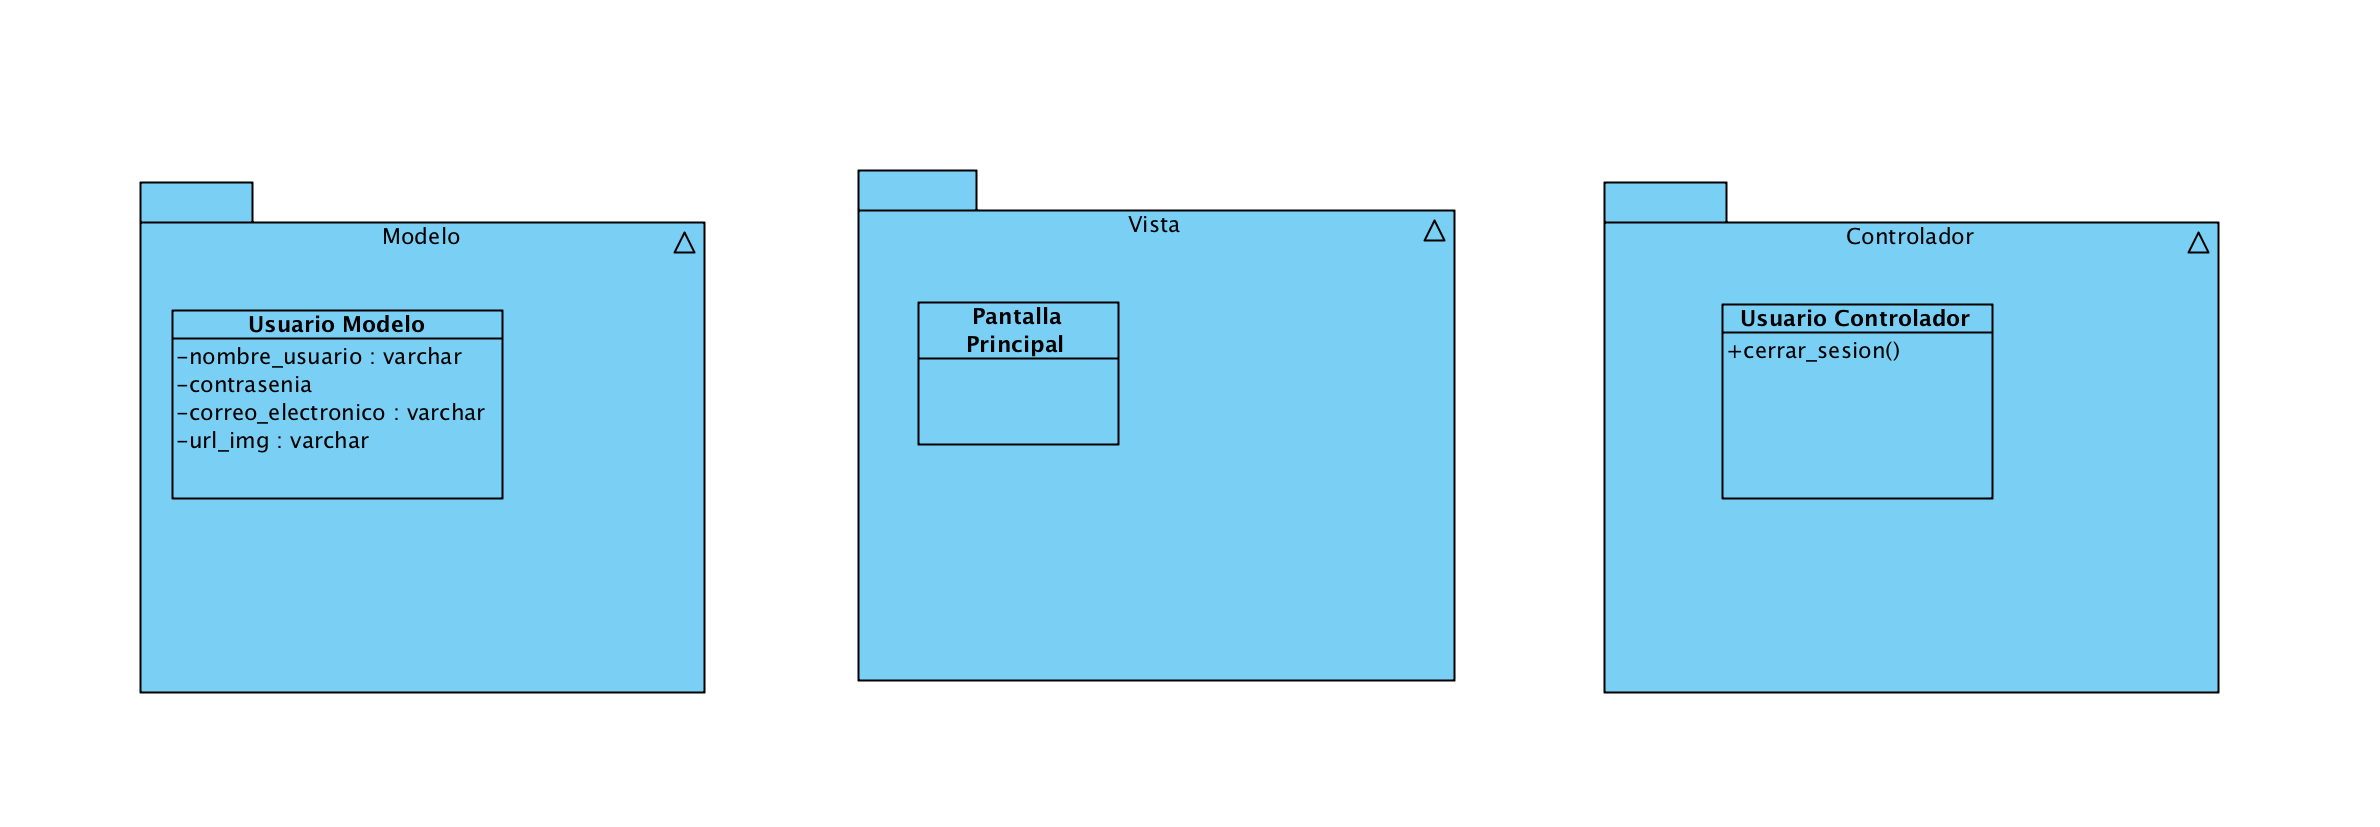 Modelo
Usuario Modelo
-nombre_usuario : varchar
-contrasenia
-correo_electronico : varchar
-url_img : varchar
Vista
Pantalla
Principal
Controlador
Usuario Controlador
+cerrar_sesion()